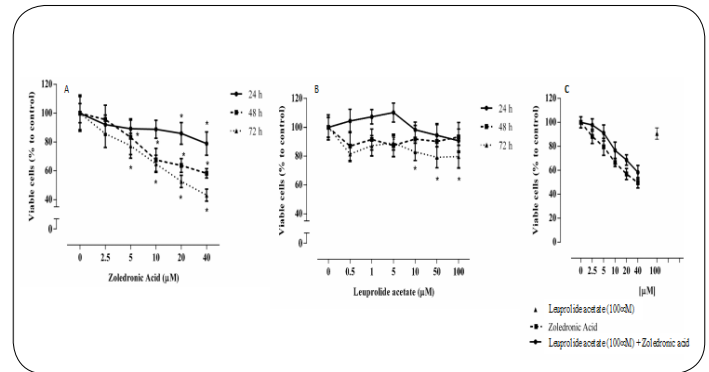 A
120
100
80
60
40
0
Viable cells (% to control)
24 h
48 h
72 h
* * * * * * * * * *
0 2.5 5 10 20 40
Zoledronic Acid (µM)
B
120
100
80
60
40
0
Viable cells (% to control)
24 h
48 h
72 h
* * *
0 0.5 1 5 10 50 100
Leuprolide acetate (µM)
C
120
100
80
60
40
20
0
Viable cells (% to control)
0 2.5 5 10 20 40 100
[µM]
Leuprolide acetate (100∞M)
Zoledronic Acid
Leuprolide acetate (100∞M) +Zoledronic acid